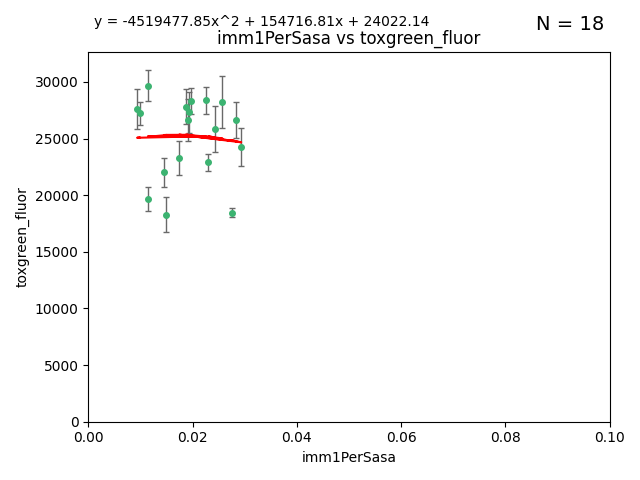 y = -4519477.85x^2 + 154716.81x + 24022.14
N = 18
imm1PerSasa vs toxgreen_fluor
30000
25000
20000
15000
10000
5000
0
toxgreen_fluor
0.00 0.02 0.04 0.06 0.08 0.10
imm1PerSasa